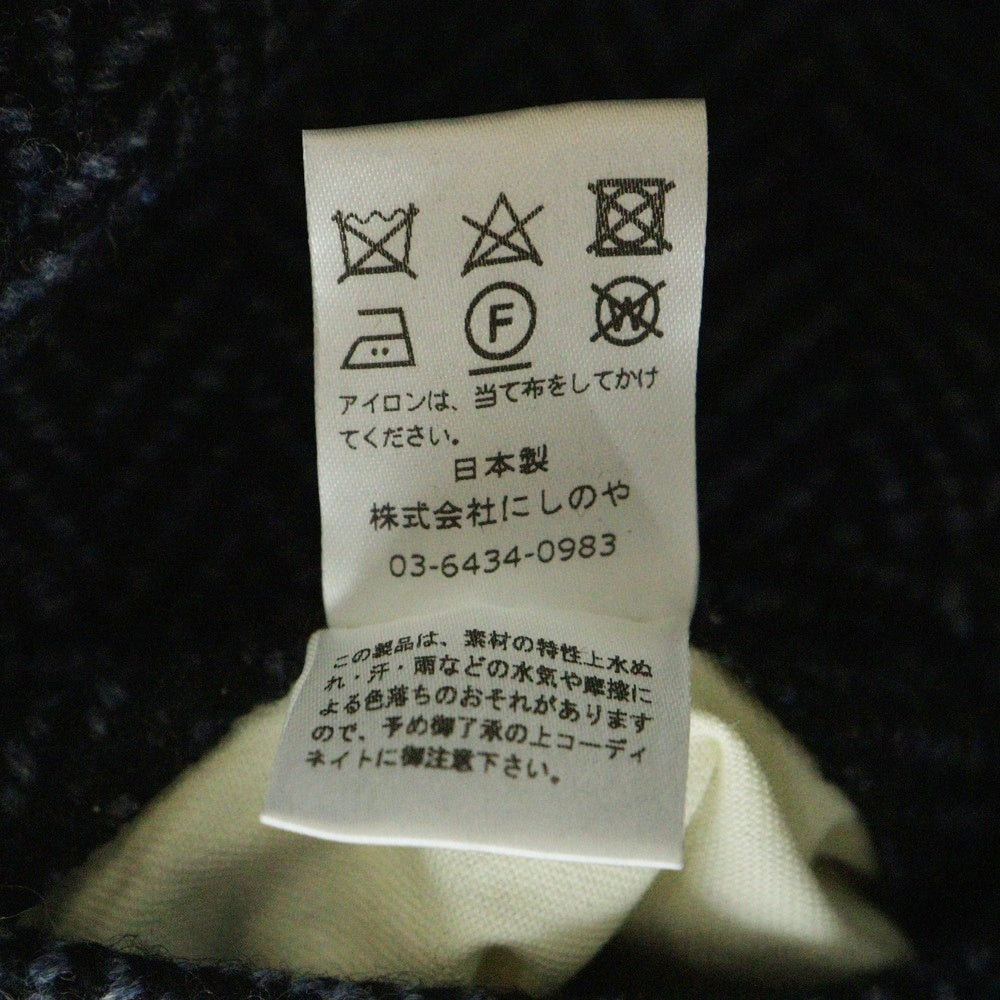 F W
アイロンは、当て布をしてかけ
てください。
日本製
株式会社にしのや
03-6434-0983
この製品は、素材の特性上水ぬ
れ・汗・雨などの水気や摩擦に
よる色落ちのおそれがあります
ので、予め御了承の上コーディ
ネイトに御注意下さい。